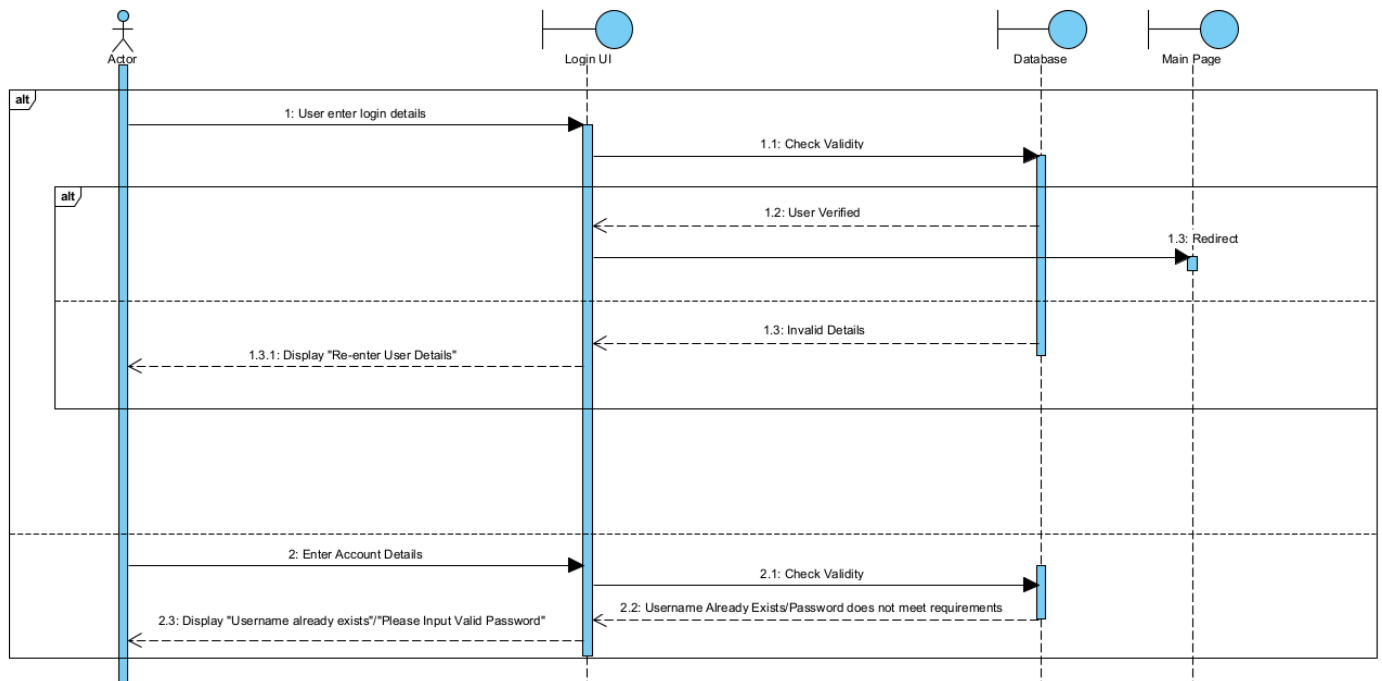 Actor
Login UI
Database
Main Page
alt
1: User enter login details
1.1: Check Validity
alt
1.2: User Verified
1.3: Redirect
1.3: Invalid Details
1.3.1: Display "Re-enter User Details"
2: Enter Account Details
2.1: Check Validity
2.2: Username Already Exists/Password does not meet requirements
2.3: Display "Username already exists"/"Please Input Valid Password"